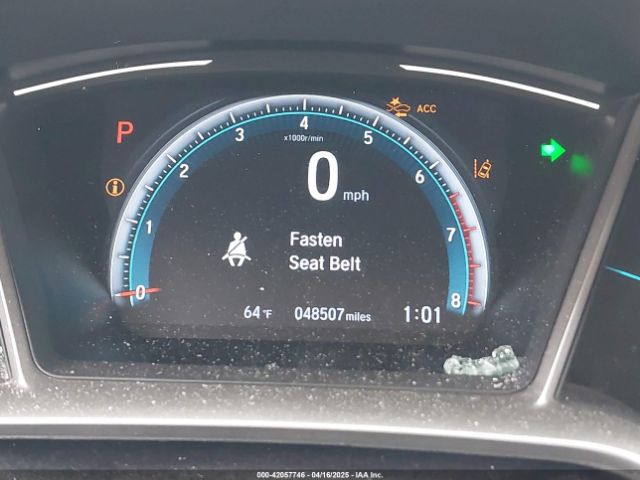 P
ACC
i
0 1 2 3 4 5 6 7 8
x1000r/min
0 mph
Fasten
Seat Belt
64°F 048507 miles 1:01
000-42057746 - 04/16/2025 - IAA Inc.